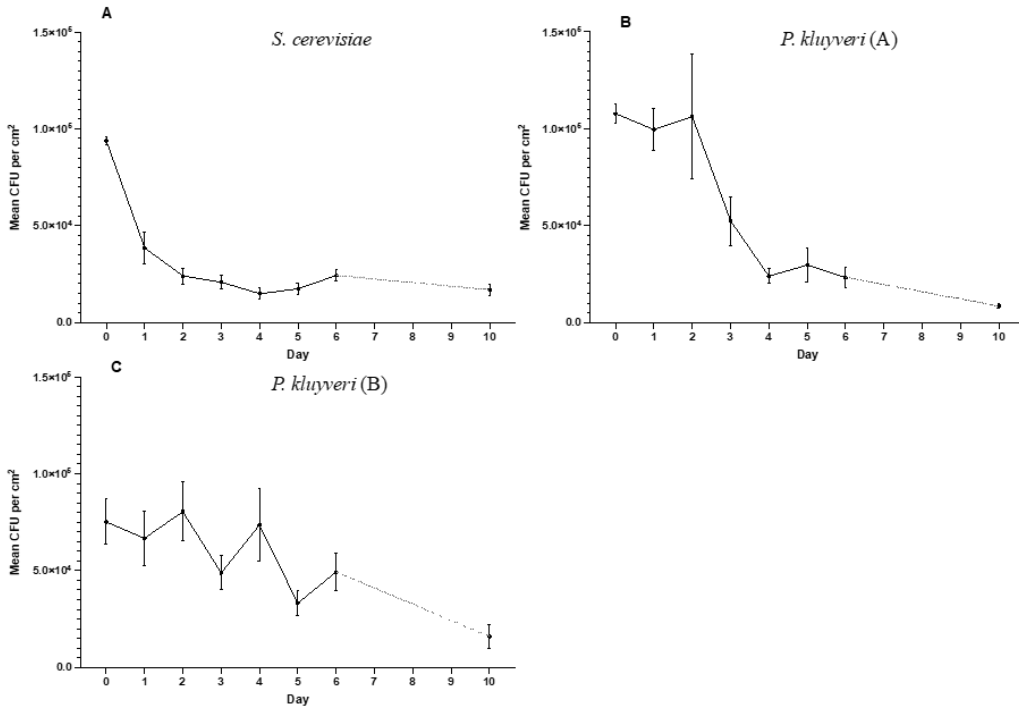 A
S. cerevisiae
1.5×10⁵
1.0×10⁵
5.0×10⁴
0.0
Mean CFU per cm²
0 1 2 3 4 5 6 7 8 9 10
Day
B
P. kluyveri (A)
1.5×10⁵
1.0×10⁵
5.0×10⁴
0.0
Mean CFU per cm²
0 1 2 3 4 5 6 7 8 9 10
Day
C
P. kluyveri (B)
1.5×10⁵
1.0×10⁵
5.0×10⁴
0.0
Mean CFU per cm²
0 1 2 3 4 5 6 7 8 9 10
Day